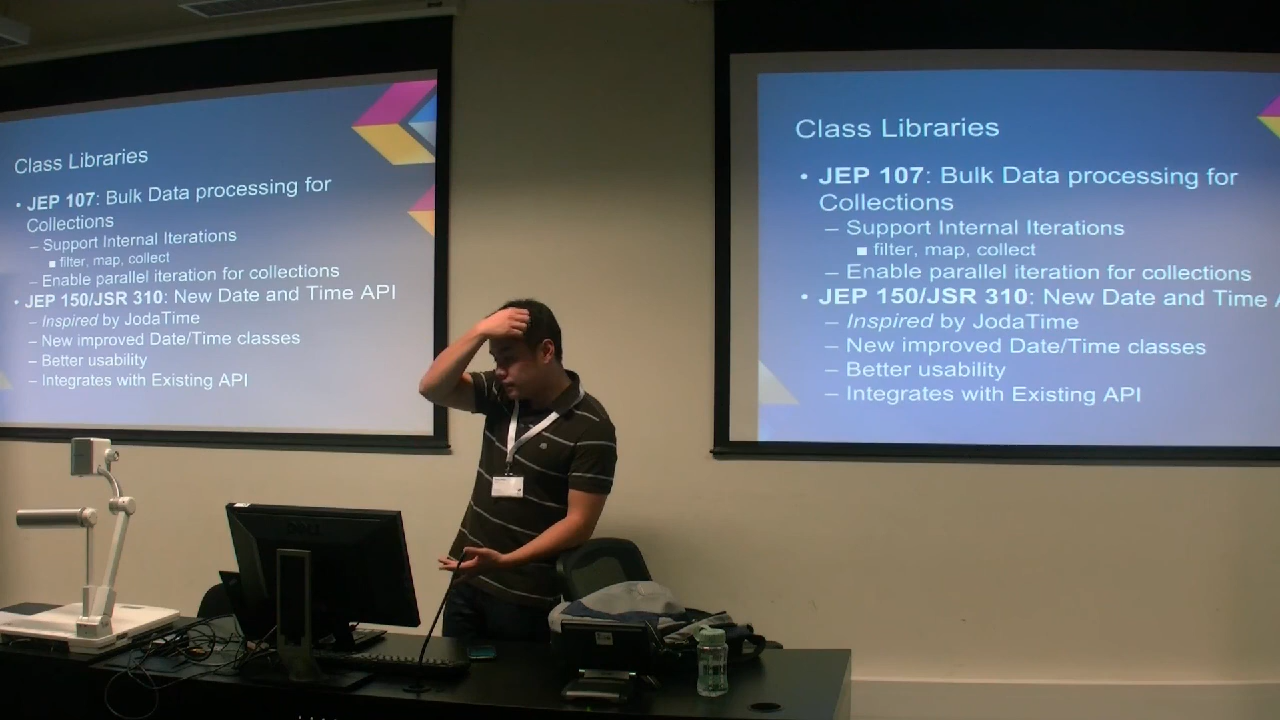 Class Libraries
• JEP 107: Bulk Data processing for
Collections
– Support Internal Iterations
■ filter, map, collect
– Enable parallel iteration for collections
• JEP 150/JSR 310: New Date and Time API
– Inspired by JodaTime
– New improved Date/Time classes
– Better usability
– Integrates with Existing API
Class Libraries
• JEP 107: Bulk Data processing for
Collections
– Support Internal Iterations
■ filter, map, collect
– Enable parallel iteration for collections
• JEP 150/JSR 310: New Date and Time A
– Inspired by JodaTime
– New improved Date/Time classes
– Better usability
– Integrates with Existing API
DELL